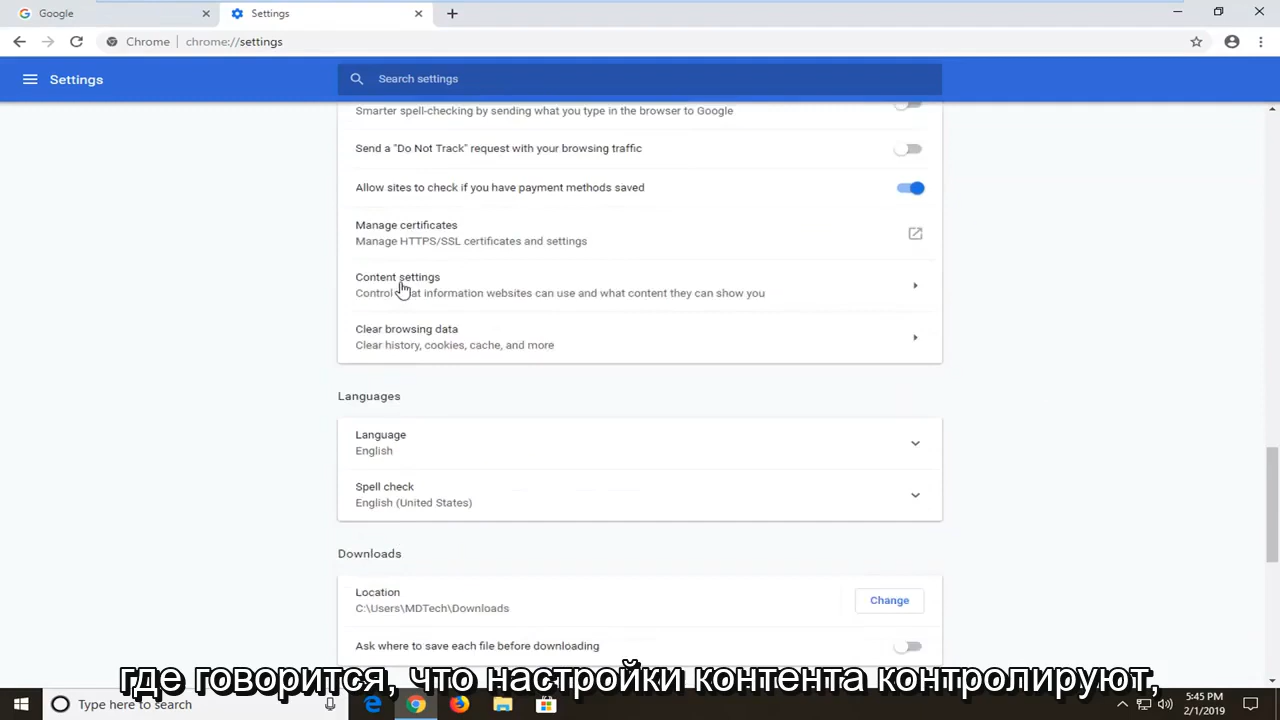 Google
Settings
Chrome
chrome://settings
Settings
Search settings
Smarter spell-checking by sending what you type in the browser to Google
Send a "Do Not Track" request with your browsing traffic
Allow sites to check if you have payment methods saved
Manage certificates
Manage HTTPS/SSL certificates and settings
Content settings
Control what information websites can use and what content they can show you
Clear browsing data
Clear history, cookies, cache, and more
Languages
Language
English
Spell check
English (United States)
Downloads
Location
C:\Users\MDTech\Downloads
Change
Ask where to save each file before downloading
где говорится, что настройки контента контролируют,
Type here to search
5:45 PM
2/1/2019